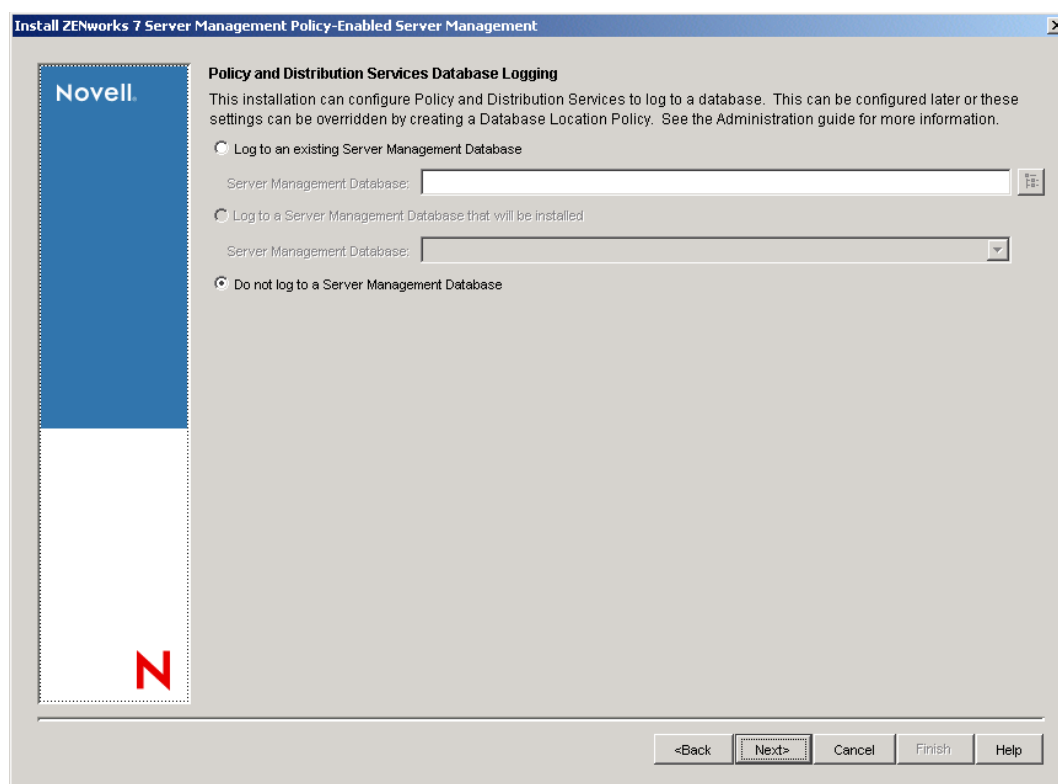 Install ZENworks 7 Server Management Policy-Enabled Server Management
Novell.
Policy and Distribution Services Database Logging
This installation can configure Policy and Distribution Services to log to a database. This can be configured later or these
settings can be overridden by creating a Database Location Policy. See the Administration guide for more information.
Log to an existing Server Management Database
Server Management Database:
Log to a Server Management Database that will be installed
Server Management Database:
Do not log to a Server Management Database
N
<Back Next> Cancel Finish Help